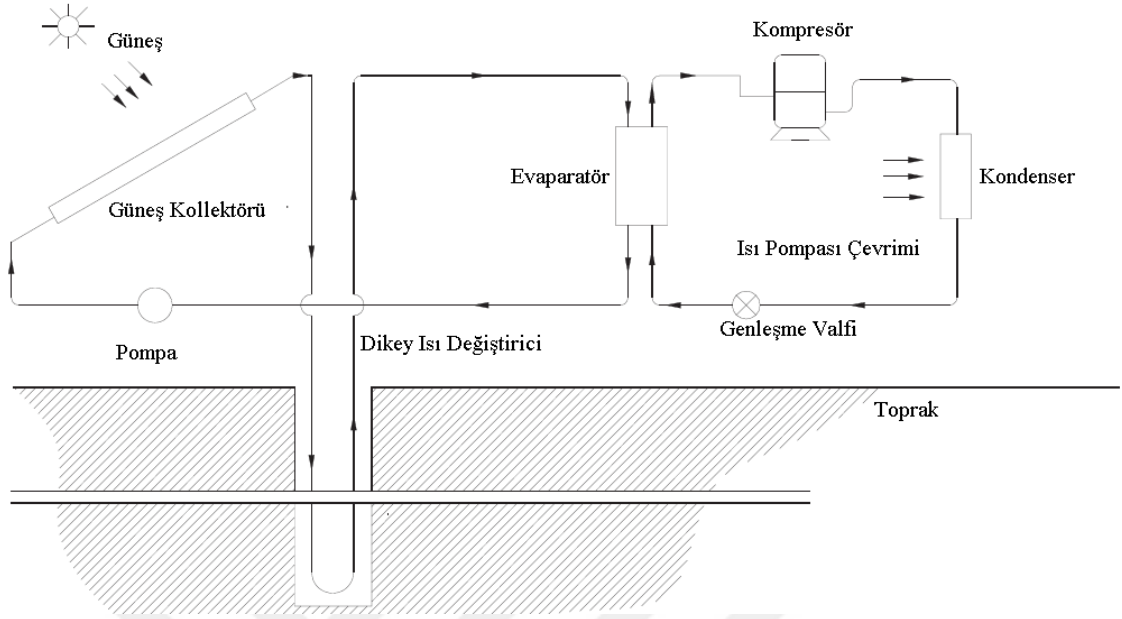 Güneş
Kompresör
Evaparatör
Kondenser
Güneş Kollektörü
Isı Pompası Çevrimi
Genleşme Valfi
Dikey Isı Değiştirici
Pompa
Toprak